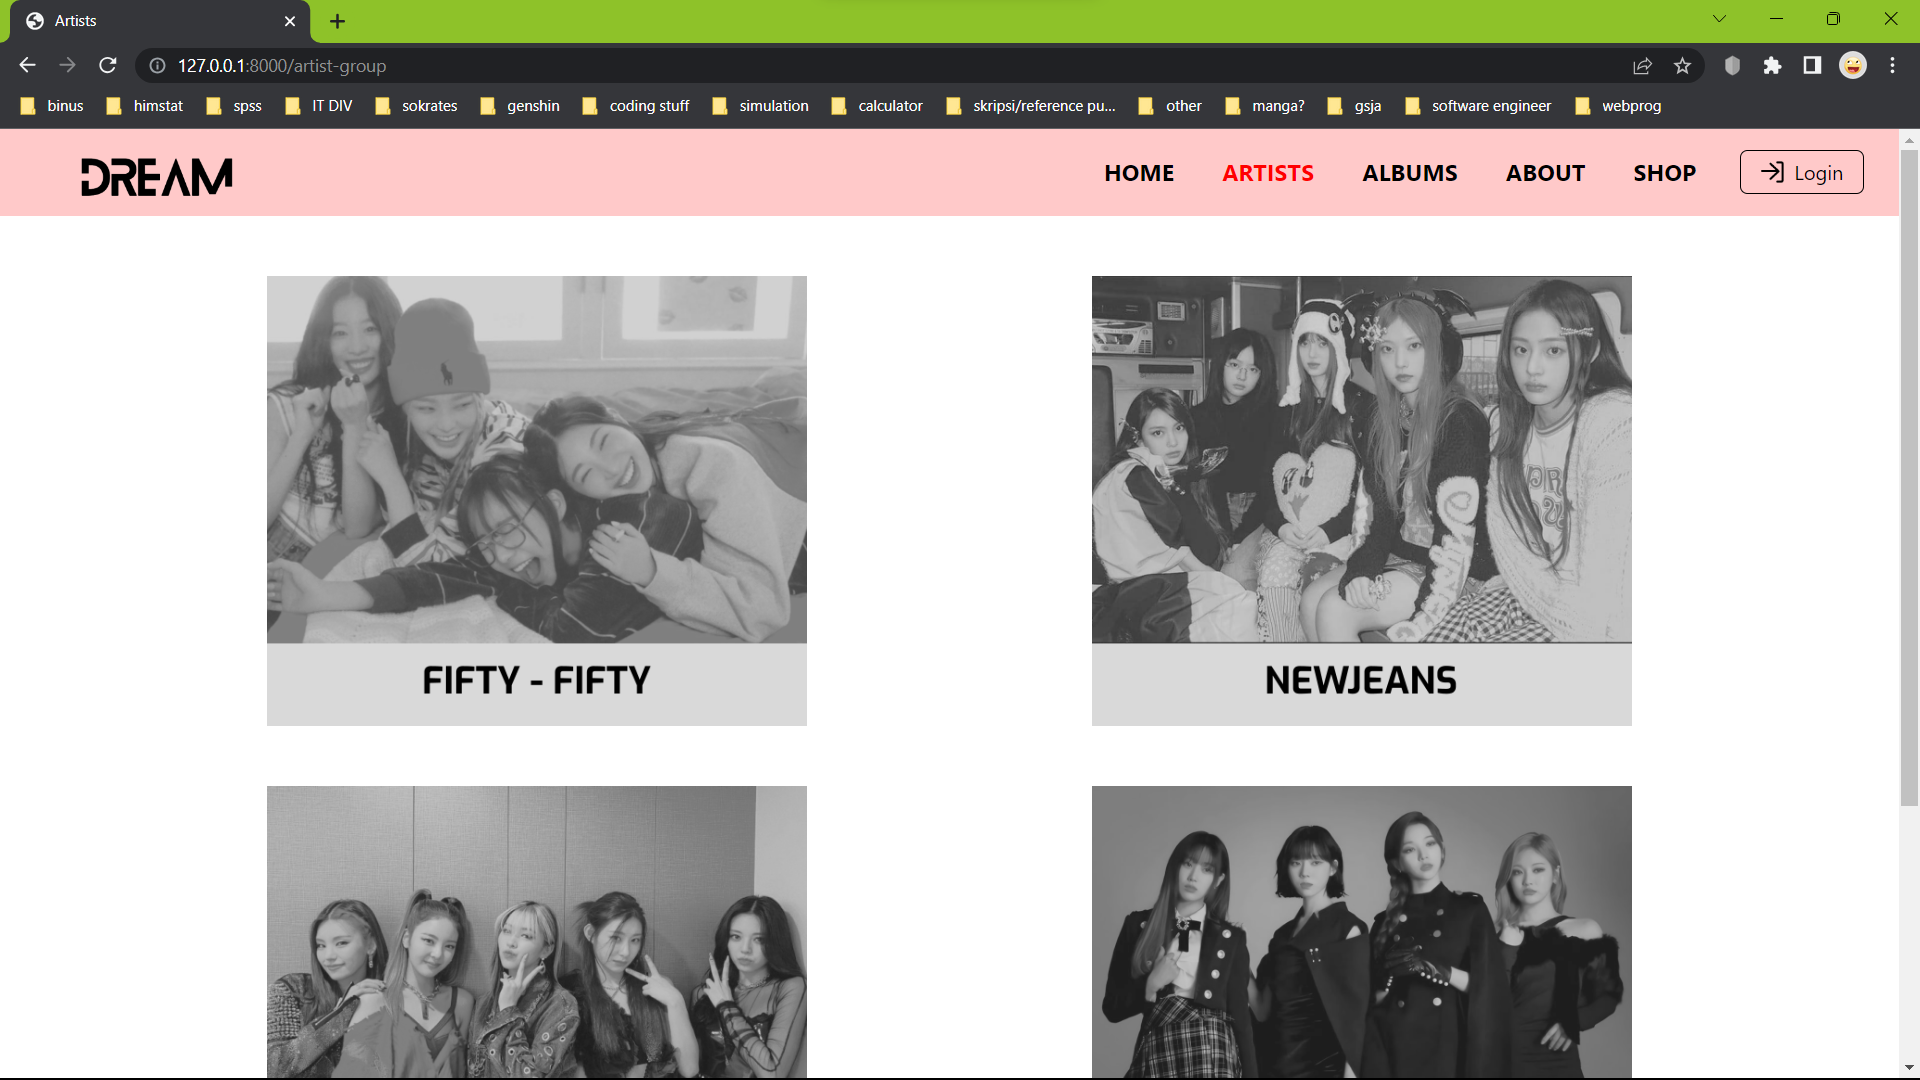 Artists
127.0.0.1:8000/artist-group
binus himstat spss IT DIV sokrates genshin coding stuff simulation calculator skripsi/reference pu... other manga? gsja software engineer webprog
DREAM HOME ARTISTS ALBUMS ABOUT SHOP Login
FIFTY - FIFTY
NEWJEANS